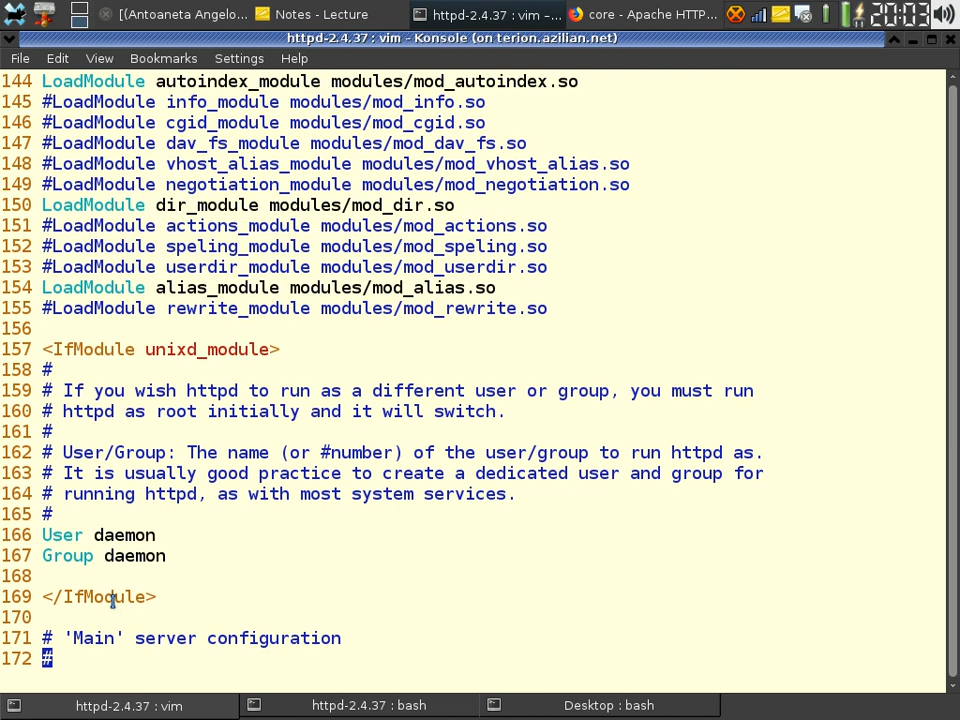 [(Antoaneta Angelo...
Notes - Lecture
httpd-2.4.37 : vim –...
core - Apache HTTP...
20:03
httpd-2.4.37 : vim – Konsole (on terion.azilian.net)
File Edit View Bookmarks Settings Help
144 LoadModule autoindex_module modules/mod_autoindex.so
145 #LoadModule info_module modules/mod_info.so
146 #LoadModule cgid_module modules/mod_cgid.so
147 #LoadModule dav_fs_module modules/mod_dav_fs.so
148 #LoadModule vhost_alias_module modules/mod_vhost_alias.so
149 #LoadModule negotiation_module modules/mod_negotiation.so
150 LoadModule dir_module modules/mod_dir.so
151 #LoadModule actions_module modules/mod_actions.so
152 #LoadModule speling_module modules/mod_speling.so
153 #LoadModule userdir_module modules/mod_userdir.so
154 LoadModule alias_module modules/mod_alias.so
155 #LoadModule rewrite_module modules/mod_rewrite.so
156
157 <IfModule unixd_module>
158 #
159 # If you wish httpd to run as a different user or group, you must run
160 # httpd as root initially and it will switch.
161 #
162 # User/Group: The name (or #number) of the user/group to run httpd as.
163 # It is usually good practice to create a dedicated user and group for
164 # running httpd, as with most system services.
165 #
166 User daemon
167 Group daemon
168
169 </IfModule>
170
171 # 'Main' server configuration
172 #
httpd-2.4.37 : vim
httpd-2.4.37 : bash
Desktop : bash